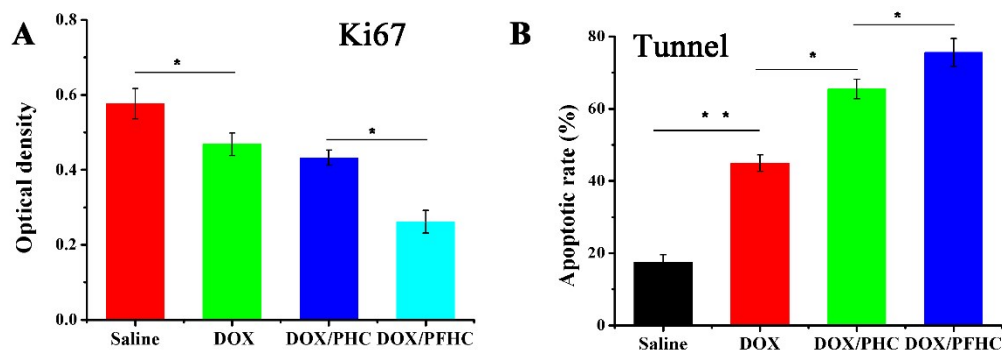 A
Ki67
Optical density
0.8
0.6
0.4
0.2
0.0
*
*
Saline
DOX
DOX/PHC
DOX/PFHC
B
Tunnel
Apoptotic rate (%)
80
60
40
20
0
* *
*
*
Saline
DOX
DOX/PHC
DOX/PFHC